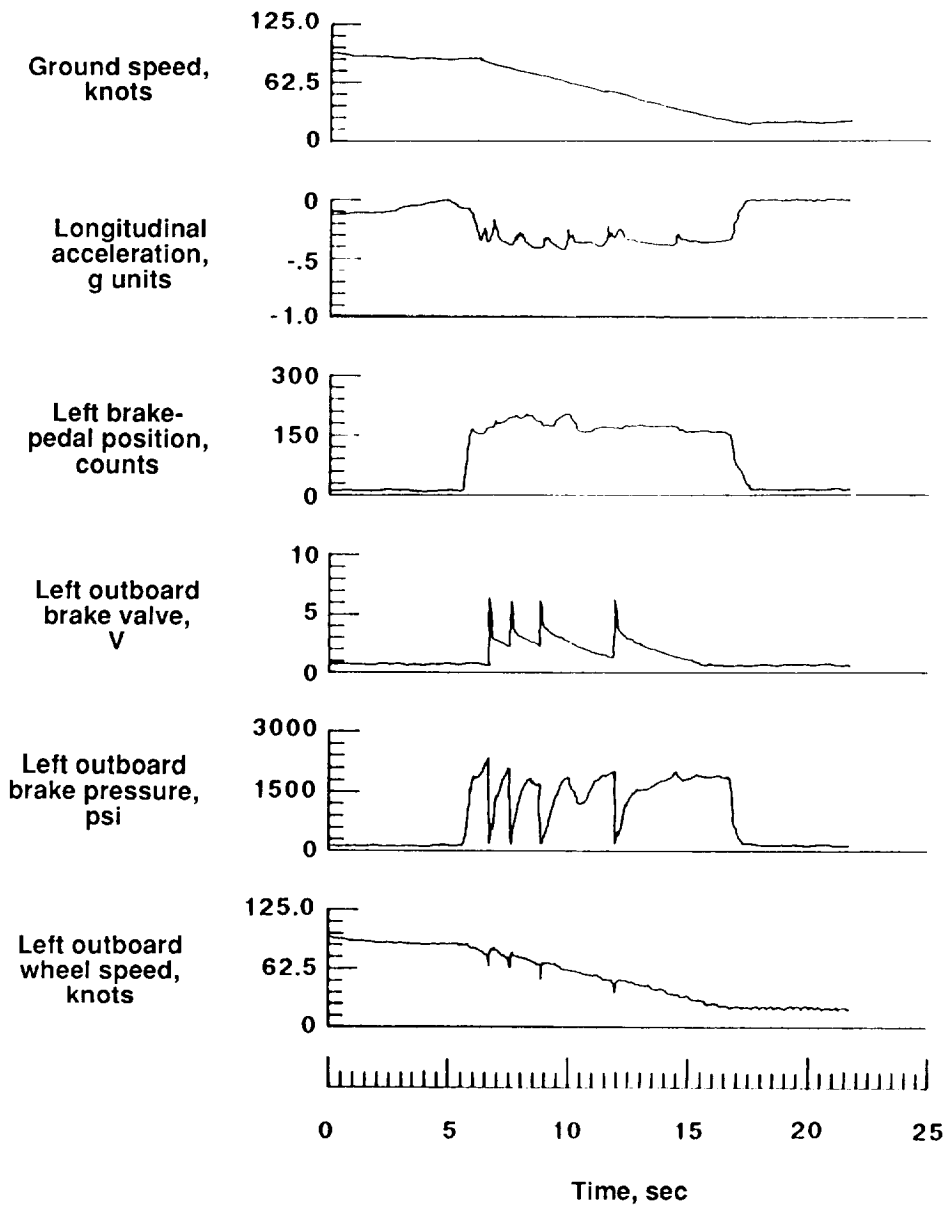 Ground speed,
knots
125.0
62.5
0
Longitudinal
acceleration,
g units
0
-.5
-1.0
Left brake-
pedal position,
counts
300
150
0
Left outboard
brake valve,
V
10
5
0
Left outboard
brake pressure,
psi
3000
1500
0
Left outboard
wheel speed,
knots
125.0
62.5
0
0 5 10 15 20 25
Time, sec